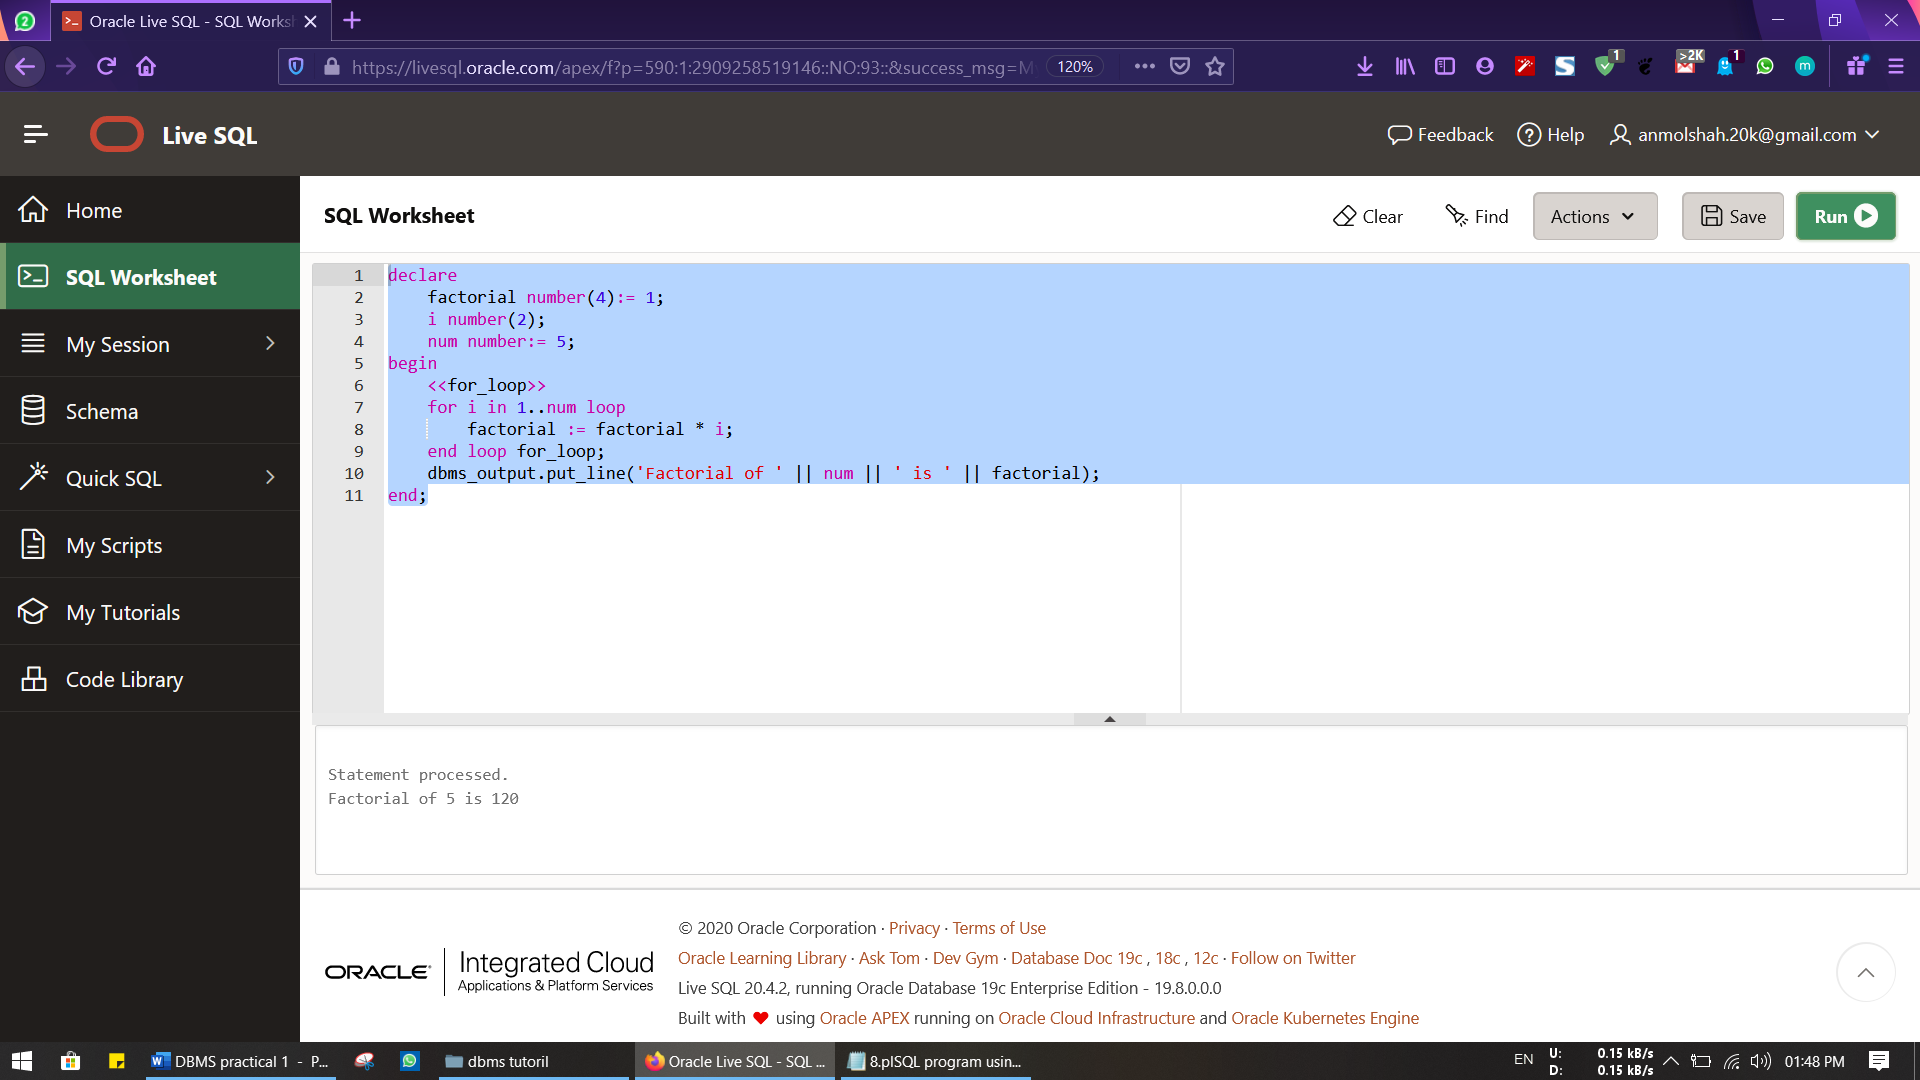 2
Oracle Live SQL - SQL Works
https://livesql.oracle.com/apex/f?p=590:1:2909258519146::NO:93::&success_msg=M
120%
1
>2K
1
m
Live SQL
Feedback
Help
anmolshah.20k@gmail.com
Home
SQL Worksheet
My Session
Schema
Quick SQL
My Scripts
My Tutorials
Code Library
SQL Worksheet
Clear
Find
Actions
Save
Run
1 declare
2     factorial number(4):= 1;
3     i number(2);
4     num number:= 5;
5 begin
6     <<for_loop>>
7     for i in 1..num loop
8         factorial := factorial * i;
9     end loop for_loop;
10     dbms_output.put_line('Factorial of ' || num || ' is ' || factorial);
11 end;
Statement processed.
Factorial of 5 is 120
ORACLE
Integrated Cloud
Applications & Platform Services
© 2020 Oracle Corporation · Privacy · Terms of Use
Oracle Learning Library · Ask Tom · Dev Gym · Database Doc 19c , 18c , 12c · Follow on Twitter
Live SQL 20.4.2, running Oracle Database 19c Enterprise Edition - 19.8.0.0.0
Built with ❤ using Oracle APEX running on Oracle Cloud Infrastructure and Oracle Kubernetes Engine
DBMS practical 1 - P...
dbms tutoril
Oracle Live SQL - SQL ...
8.plSQL program usin...
EN
U: 0.15 kB/s
D: 0.15 kB/s
01:48 PM